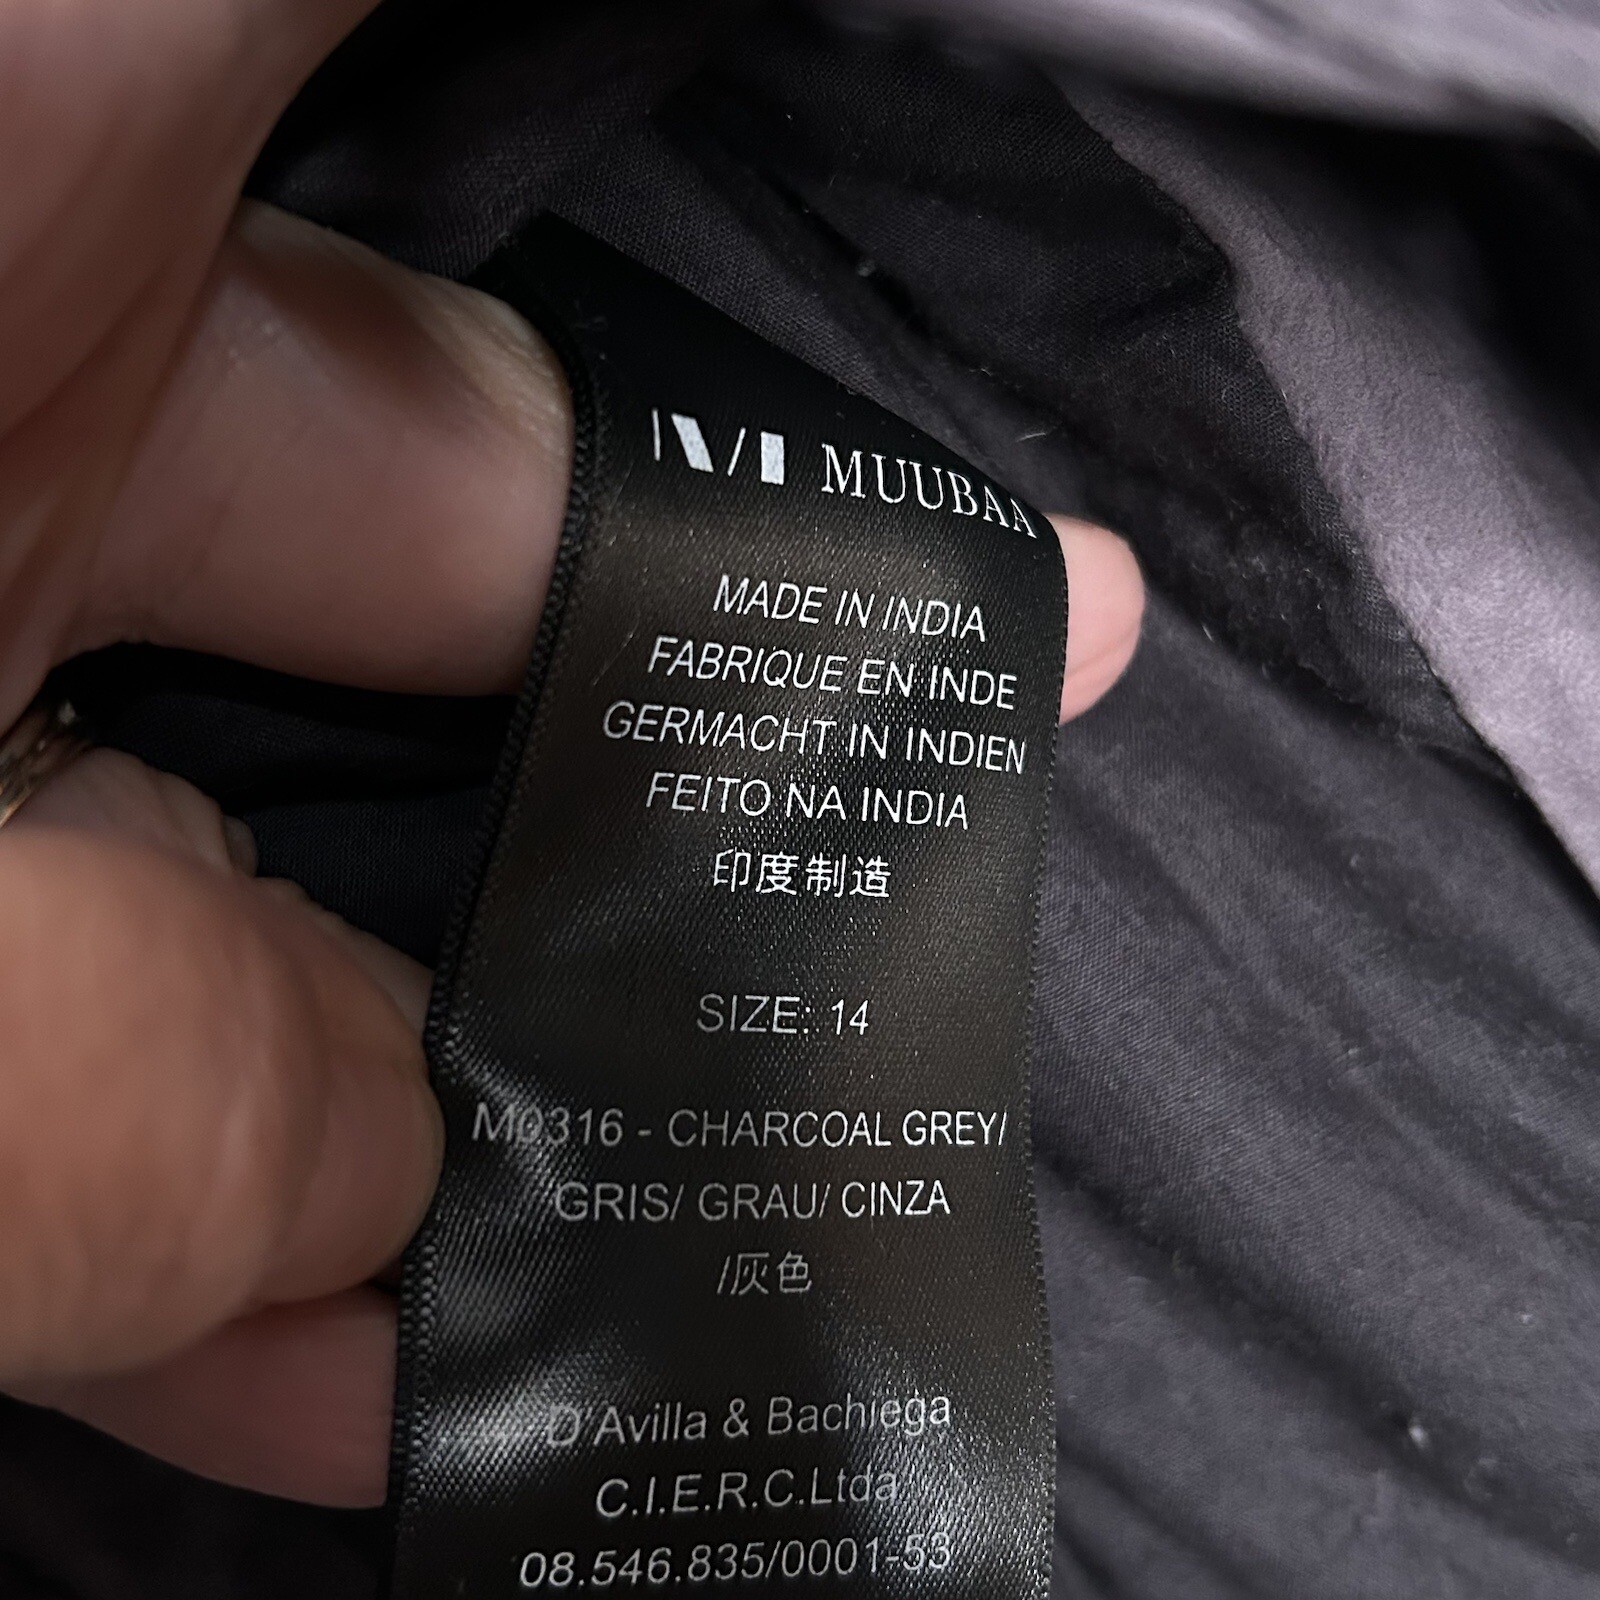 MUUBAA
MADE IN INDIA
FABRIQUE EN INDE
GERMACHT IN INDIEN
FEITO NA INDIA
印度制造
SIZE: 14
M0316 - CHARCOAL GREY/
GRIS/ GRAU/ CINZA
/灰色
D'Avilla & Bachiega
C.I.E.R.C.Ltda
08.546.835/0001-53